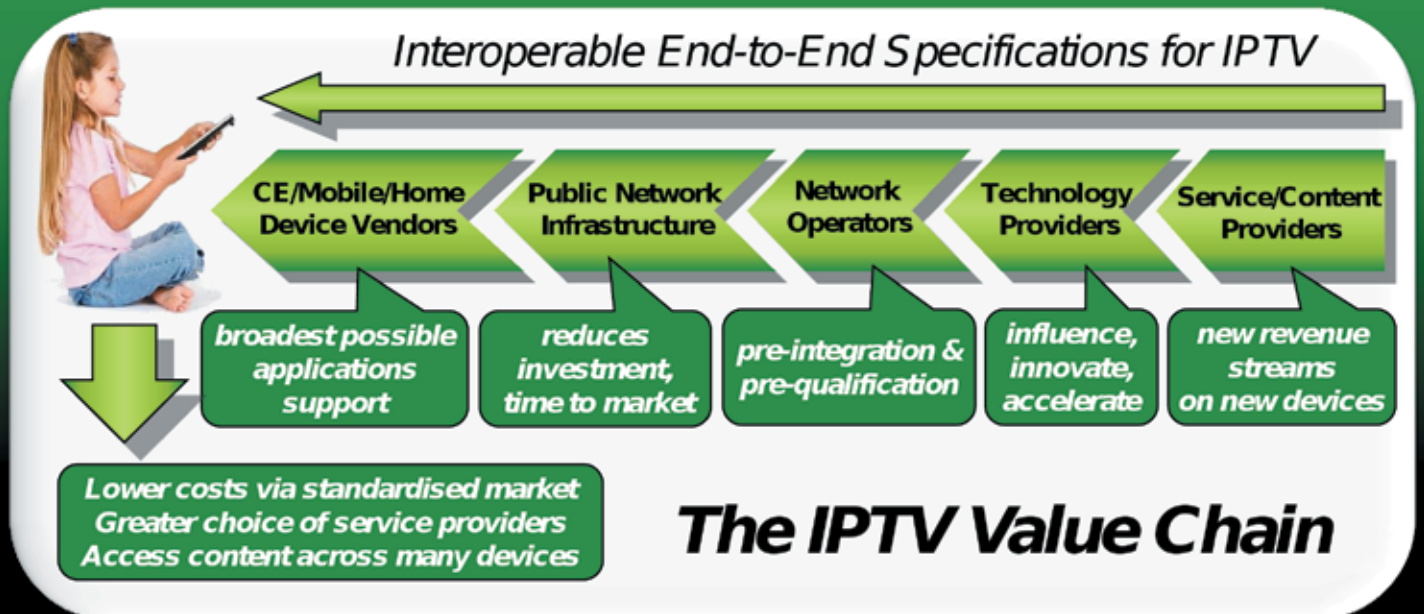 Interoperable End-to-End Specifications for IPTV
CE/Mobile/Home
Device Vendors
Public Network
Infrastructure
Network
Operators
Technology
Providers
Service/Content
Providers
broadest possible
applications
support
reduces
investment,
time to market
pre-integration &
pre-qualification
influence,
innovate,
accelerate
new revenue
streams
on new devices
Lower costs via standardised market
Greater choice of service providers
Access content across many devices
The IPTV Value Chain